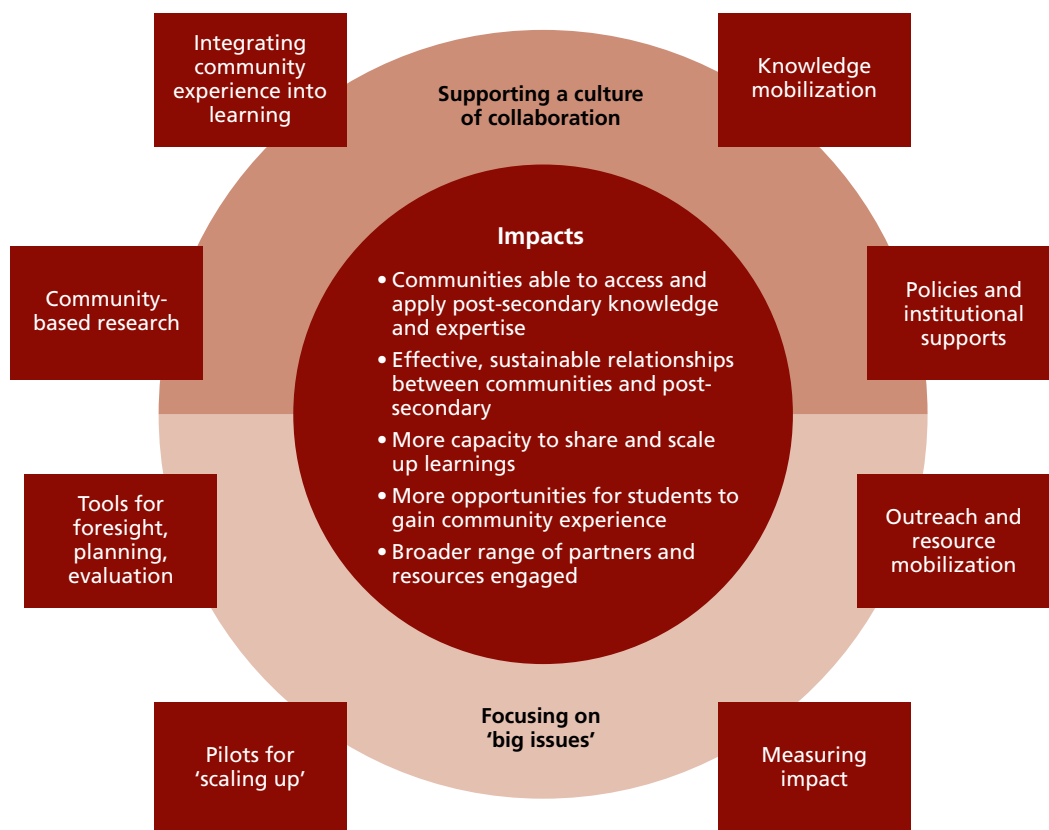 Integrating
community
experience into
learning
Supporting a culture
of collaboration
Knowledge
mobilization
Community-
based research
Policies and
institutional
supports
Impacts
• Communities able to access and
apply post-secondary knowledge
and expertise
• Effective, sustainable relationships
between communities and post-
secondary
• More capacity to share and scale
up learnings
• More opportunities for students to
gain community experience
• Broader range of partners and
resources engaged
Tools for
foresight,
planning,
evaluation
Outreach and
resource
mobilization
Pilots for
‘scaling up’
Focusing on
‘big issues’
Measuring
impact